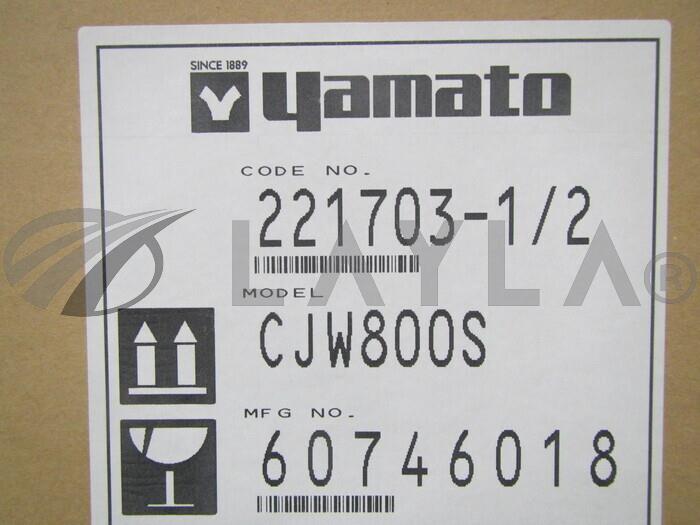 SINCE 1889
Yamato
CODE NO.
221703-1/2
LAYLA®
MODEL
CJW800S
MFG NO.
60746018